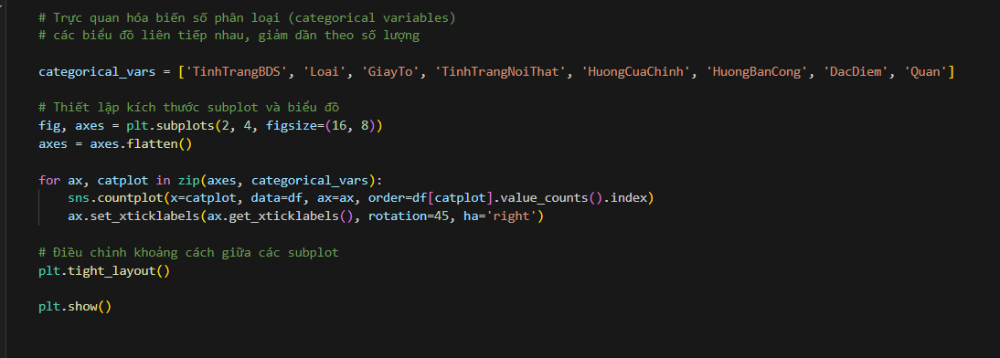 # Trực quan hóa biến số phân loại (categorical variables)
# các biểu đồ liên tiếp nhau, giảm dần theo số lượng
categorical_vars = ['TinhTrangBDS', 'Loai', 'GiayTo', 'TinhTrangNoiThat', 'HuongCuaChinh', 'HuongBanCong', 'DacDiem', 'Quan']
# Thiết lập kích thước subplot và biểu đồ
fig, axes = plt.subplots(2, 4, figsize=(16, 8))
axes = axes.flatten()
for ax, catplot in zip(axes, categorical_vars):
    sns.countplot(x=catplot, data=df, ax=ax, order=df[catplot].value_counts().index)
    ax.set_xticklabels(ax.get_xticklabels(), rotation=45, ha='right')
# Điều chỉnh khoảng cách giữa các subplot
plt.tight_layout()
plt.show()